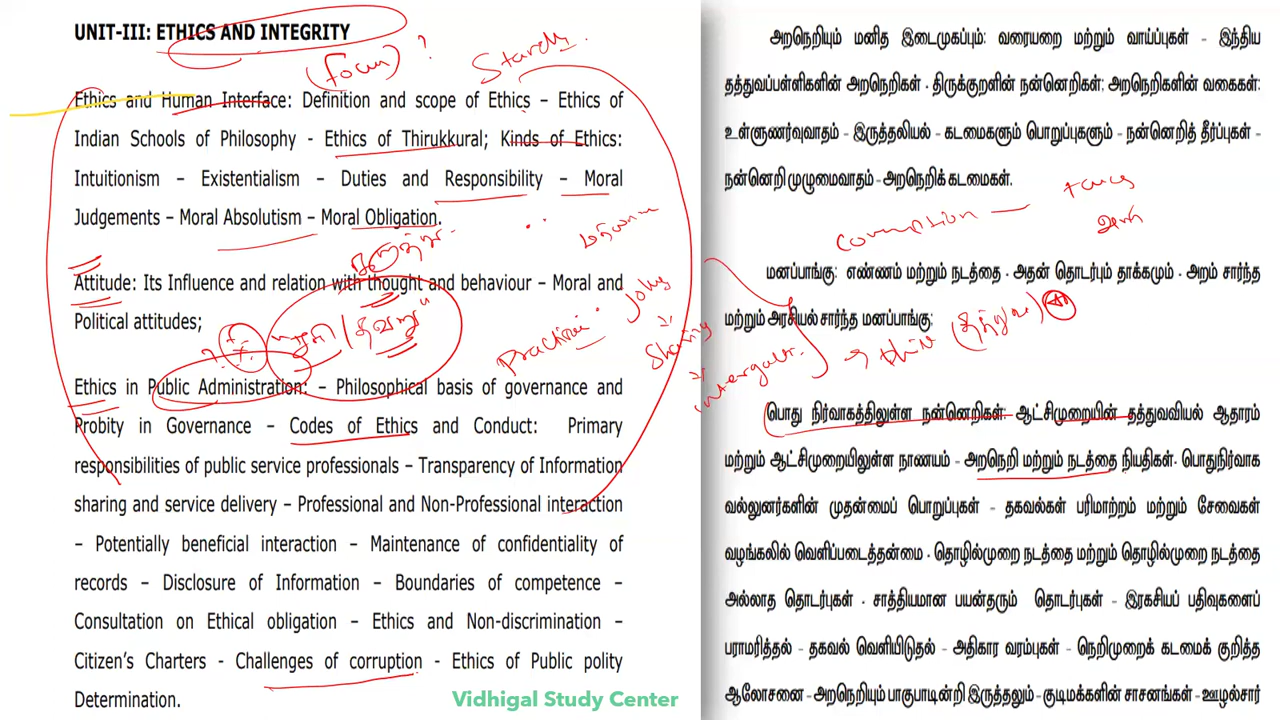 UNIT-III: ETHICS AND INTEGRITY
(focus) ?
Ethics and Human Interface: Definition and scope of Ethics – Ethics of
Indian Schools of Philosophy - Ethics of Thirukkural; Kinds of Ethics:
Intuitionism – Existentialism – Duties and Responsibility – Moral
Judgements – Moral Absolutism – Moral Obligation.
Attitude: Its Influence and relation with thought and behaviour – Moral and
Political attitudes;
Ethics in Public Administration: – Philosophical basis of governance and
Probity in Governance – Codes of Ethics and Conduct: Primary
responsibilities of public service professionals – Transparency of Information
sharing and service delivery – Professional and Non-Professional interaction
– Potentially beneficial interaction – Maintenance of confidentiality of
records – Disclosure of Information – Boundaries of competence –
Consultation on Ethical obligation – Ethics and Non-discrimination –
Citizen's Charters - Challenges of corruption - Ethics of Public polity
Determination.
Vidhigal Study Center
அறநெறியும் மனித இடைமுகப்பும்: வரையறை மற்றும் வாய்ப்புகள் - இந்திய
தத்துவப்பள்ளிகளின் அறநெறிகள் - திருக்குறளின் நன்னெறிகள்; அறநெறிகளின் வகைகள்:
உள்ளுணர்வுவாதம் - இருத்தலியல் - கடமைகளும் பொறுப்புகளும் - நன்னெறித் தீர்ப்புகள் -
நன்னெறி முழுமைவாதம் - அறநெறிக் கடமைகள்.
corruption –
மனப்பாங்கு: எண்ணம் மற்றும் நடத்தை - அதன் தொடர்பும் தாக்கமும் - அறம் சார்ந்த
மற்றும் அரசியல் சார்ந்த மனப்பாங்கு;
பொது நிர்வாகத்திலுள்ள நன்னெறிகள்: ஆட்சிமுறையின் தத்துவவியல் ஆதாரம்
மற்றும் ஆட்சிமுறையிலுள்ள நாணயம் - அறநெறி மற்றும் நடத்தை நியதிகள். பொதுநிர்வாக
வல்லுனர்களின் முதன்மைப் பொறுப்புகள் - தகவல்கள் பரிமாற்றம் மற்றும் சேவைகள்
வழங்கலில் வெளிப்படைத்தன்மை - தொழில்முறை நடத்தை மற்றும் தொழில்முறை நடத்தை
அல்லாத தொடர்புகள் - சாத்தியமான பயன்தரும் தொடர்புகள் - இரகசியப் பதிவுகளைப்
பராமரித்தல் - தகவல் வெளியிடுதல் - அதிகார வரம்புகள் - நெறிமுறைக் கடமைக் குறித்த
ஆலோசனை - அறநெறியும் பாகுபாடின்றி இருத்தலும் - குடிமக்களின் சாசனங்கள் - ஊழல்சார்